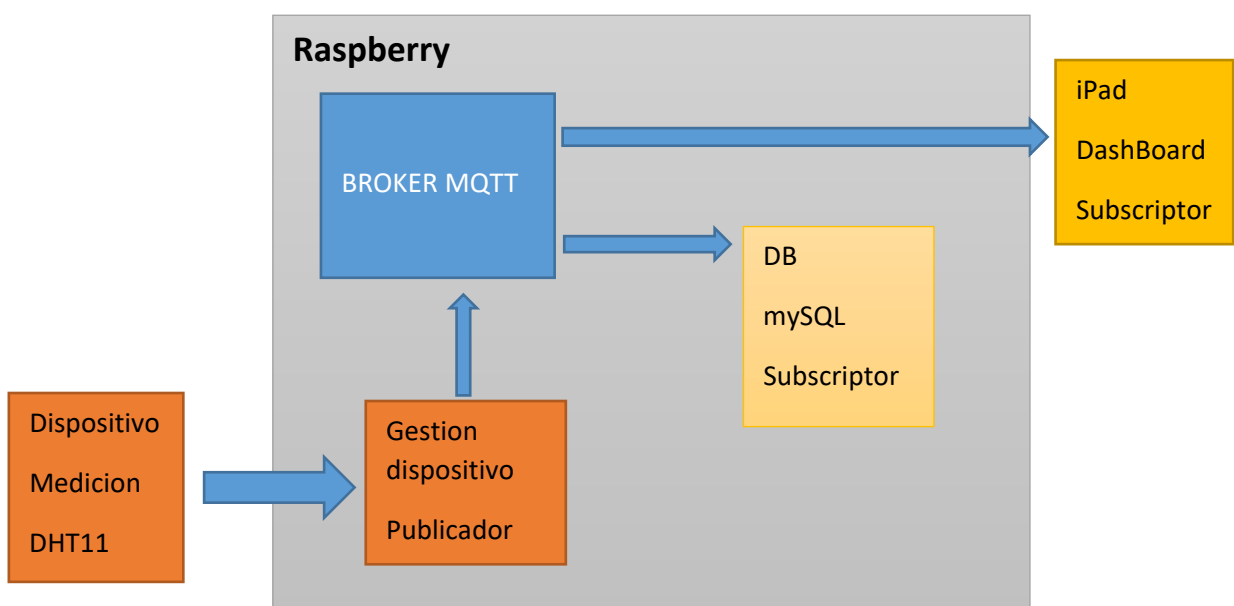 Raspberry
BROKER MQTT
iPad
DashBoard
Subscriptor
DB
mySQL
Subscriptor
Dispositivo
Medicion
DHT11
Gestion
dispositivo
Publicador